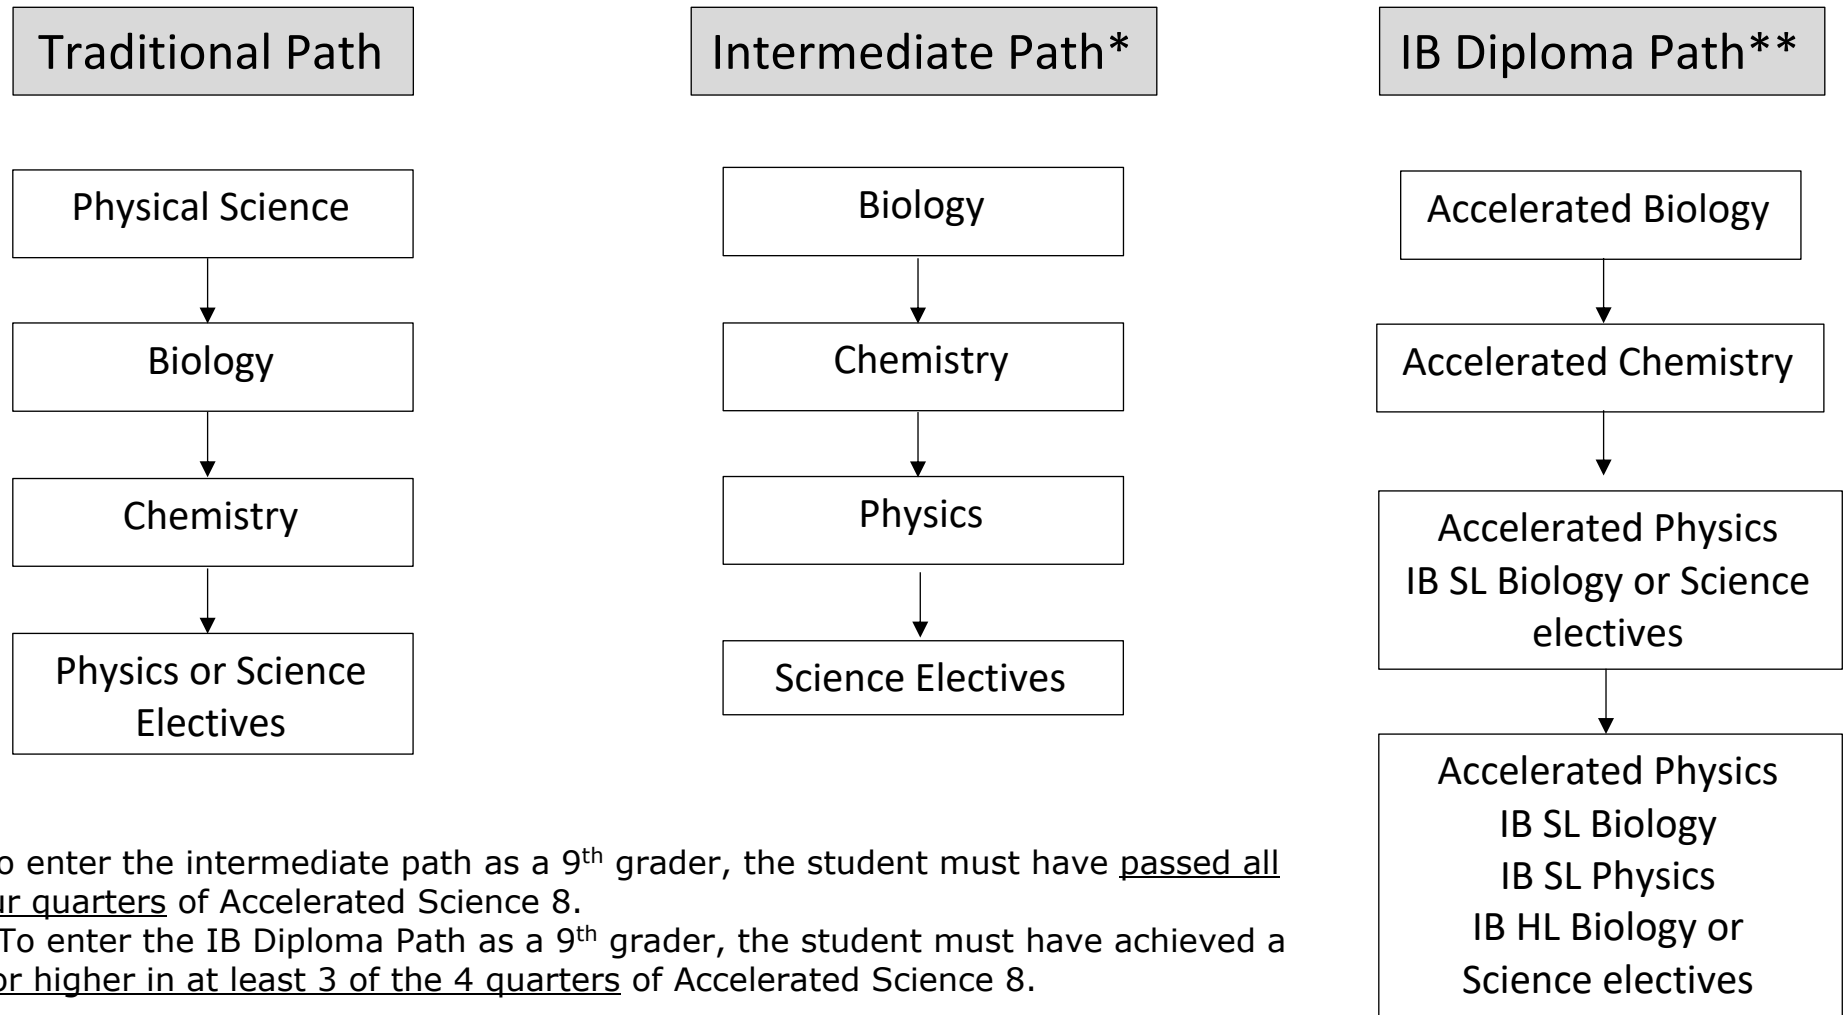 Traditional Path
Intermediate Path*
IB Diploma Path**
Physical Science
Biology
Chemistry
Physics or Science
Electives
Biology
Chemistry
Physics
Science Electives
Accelerated Biology
Accelerated Chemistry
Accelerated Physics
IB SL Biology or Science
electives
Accelerated Physics
IB SL Biology
IB SL Physics
IB HL Biology or
Science electives
o enter the intermediate path as a 9th grader, the student must have passed all
ur quarters of Accelerated Science 8.
To enter the IB Diploma Path as a 9th grader, the student must have achieved a
or higher in at least 3 of the 4 quarters of Accelerated Science 8.